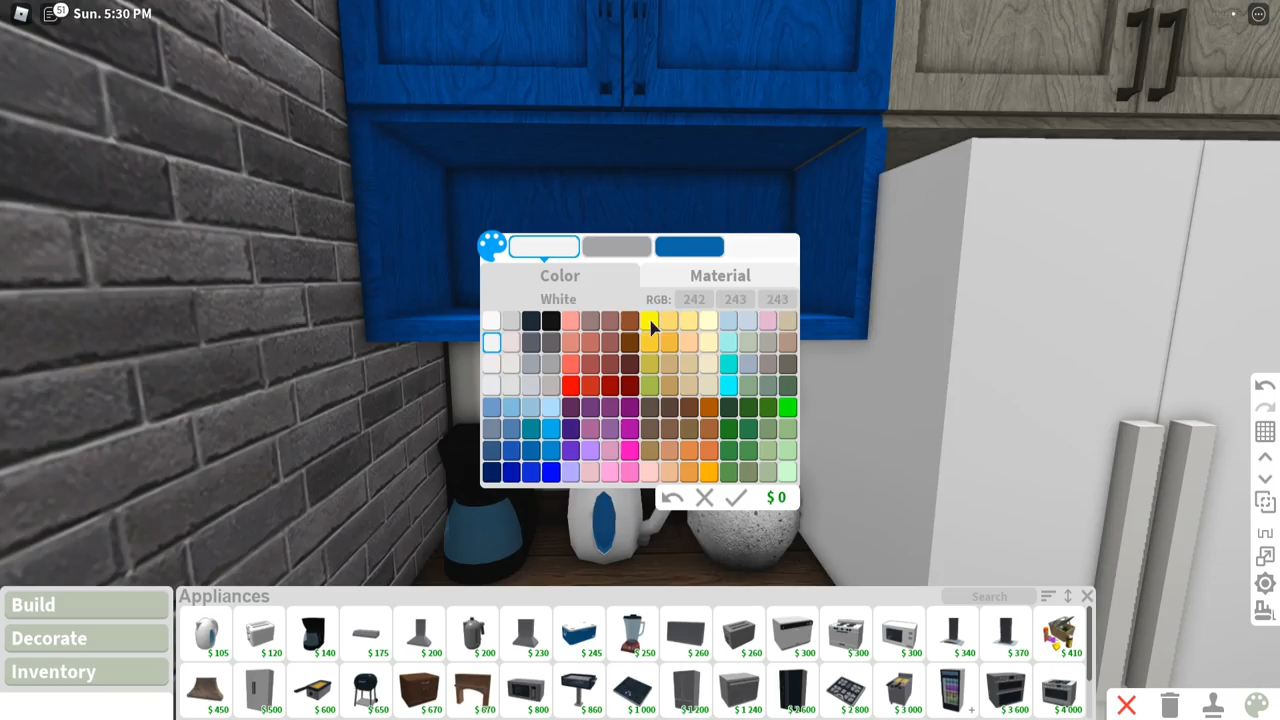 51 Sun. 5:30 PM
Color Material
White RGB: 242 243 243
$ 0
Build
Decorate
Inventory
Appliances Search
$ 105 $ 120 $ 140 $ 175 $ 200 $ 200 $ 230 $ 245 $ 250 $ 260 $ 260 $ 300 $ 300 $ 300 $ 340 $ 370 $ 410
$ 450 $ 500 $ 600 $ 650 $ 670 $ 670 $ 800 $ 860 $ 1 000 $ 1 200 $ 1 240 $ 2 800 $ 3 000 + $ 3 600 $ 4 000